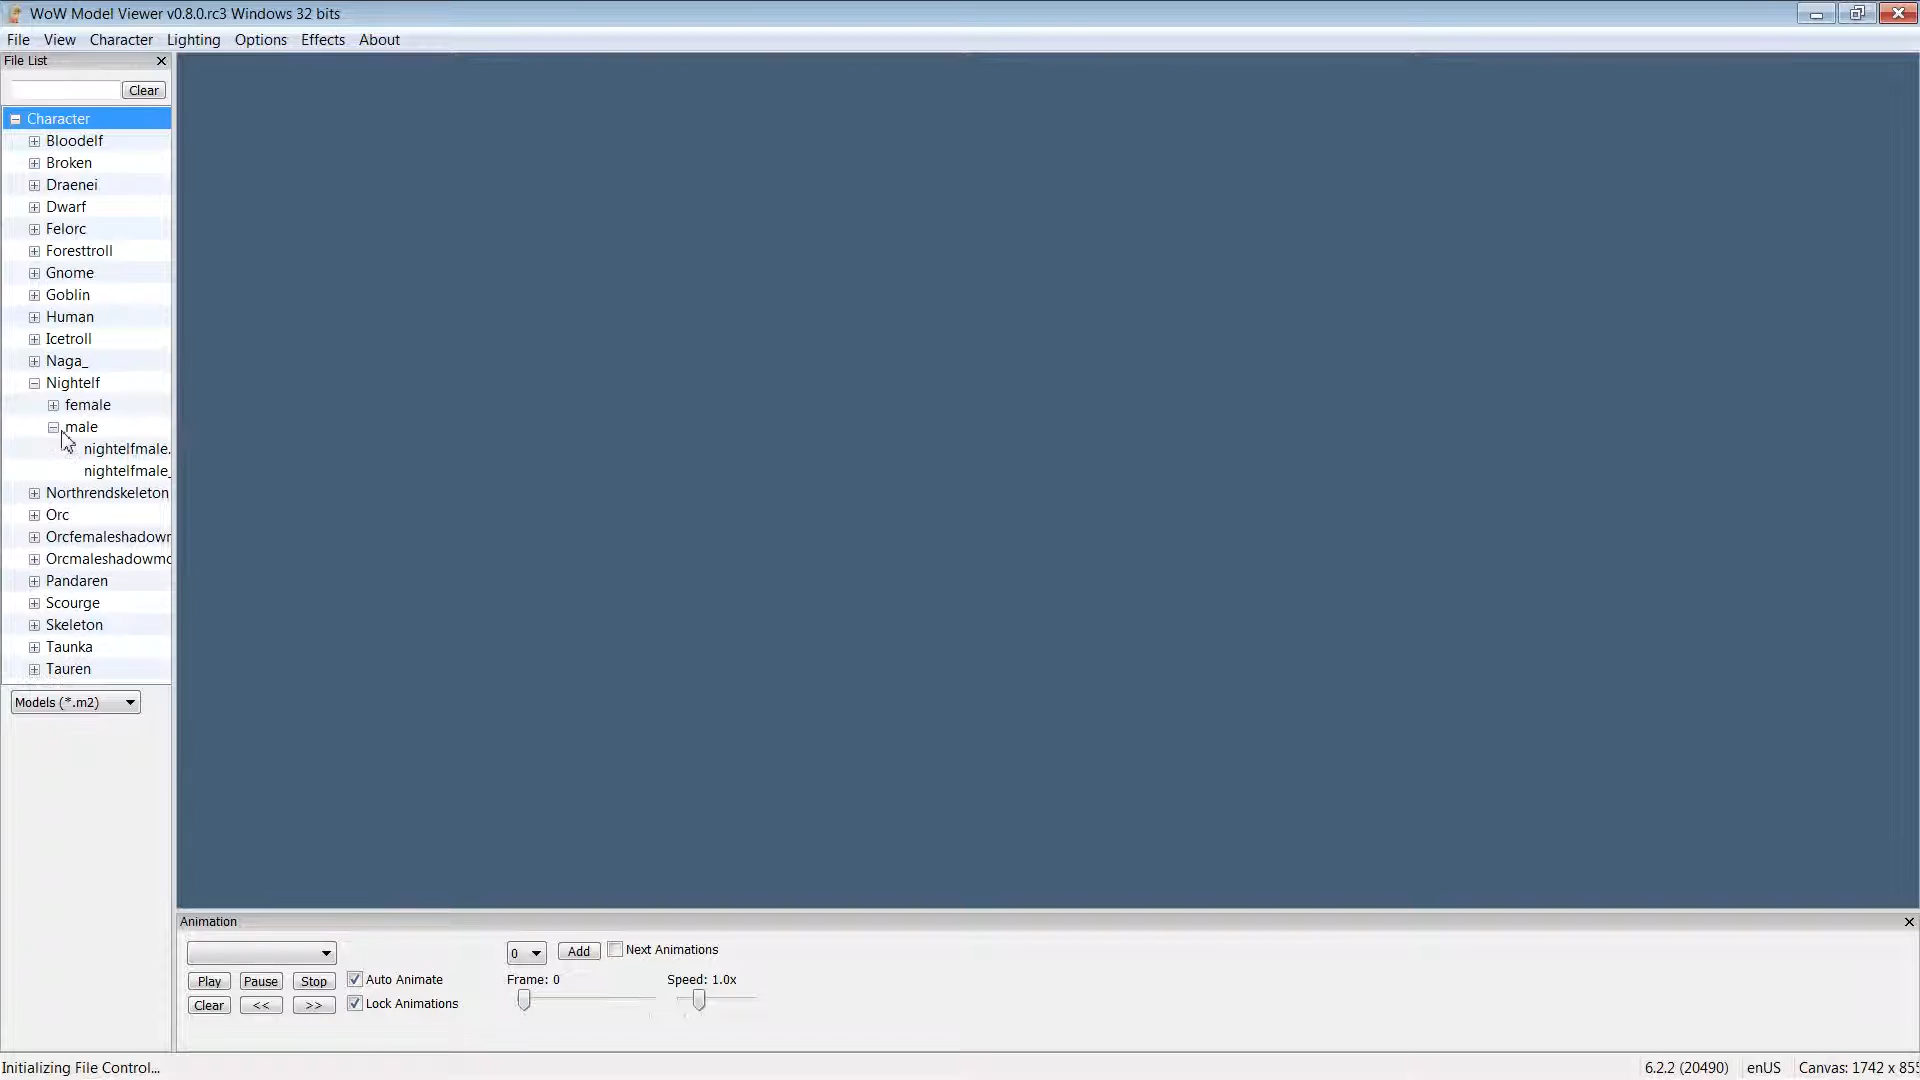 WoW Model Viewer v0.8.0.rc3 Windows 32 bits
File View Character Lighting Options Effects About
File List
Clear
Character
Bloodelf
Broken
Draenei
Dwarf
Felorc
Foresttroll
Gnome
Goblin
Human
Icetroll
Naga_
Nightelf
female
male
nightelfmale.
nightelfmale_
Northrendskeleton
Orc
Orcfemaleshadowm
Orcmaleshadowmo
Pandaren
Scourge
Skeleton
Taunka
Tauren
Models (*.m2)
Animation
0 Add Next Animations
Play Pause Stop Auto Animate Frame: 0 Speed: 1.0x
Clear << >> Lock Animations
Initializing File Control... 6.2.2 (20490) enUS Canvas: 1742 x 855